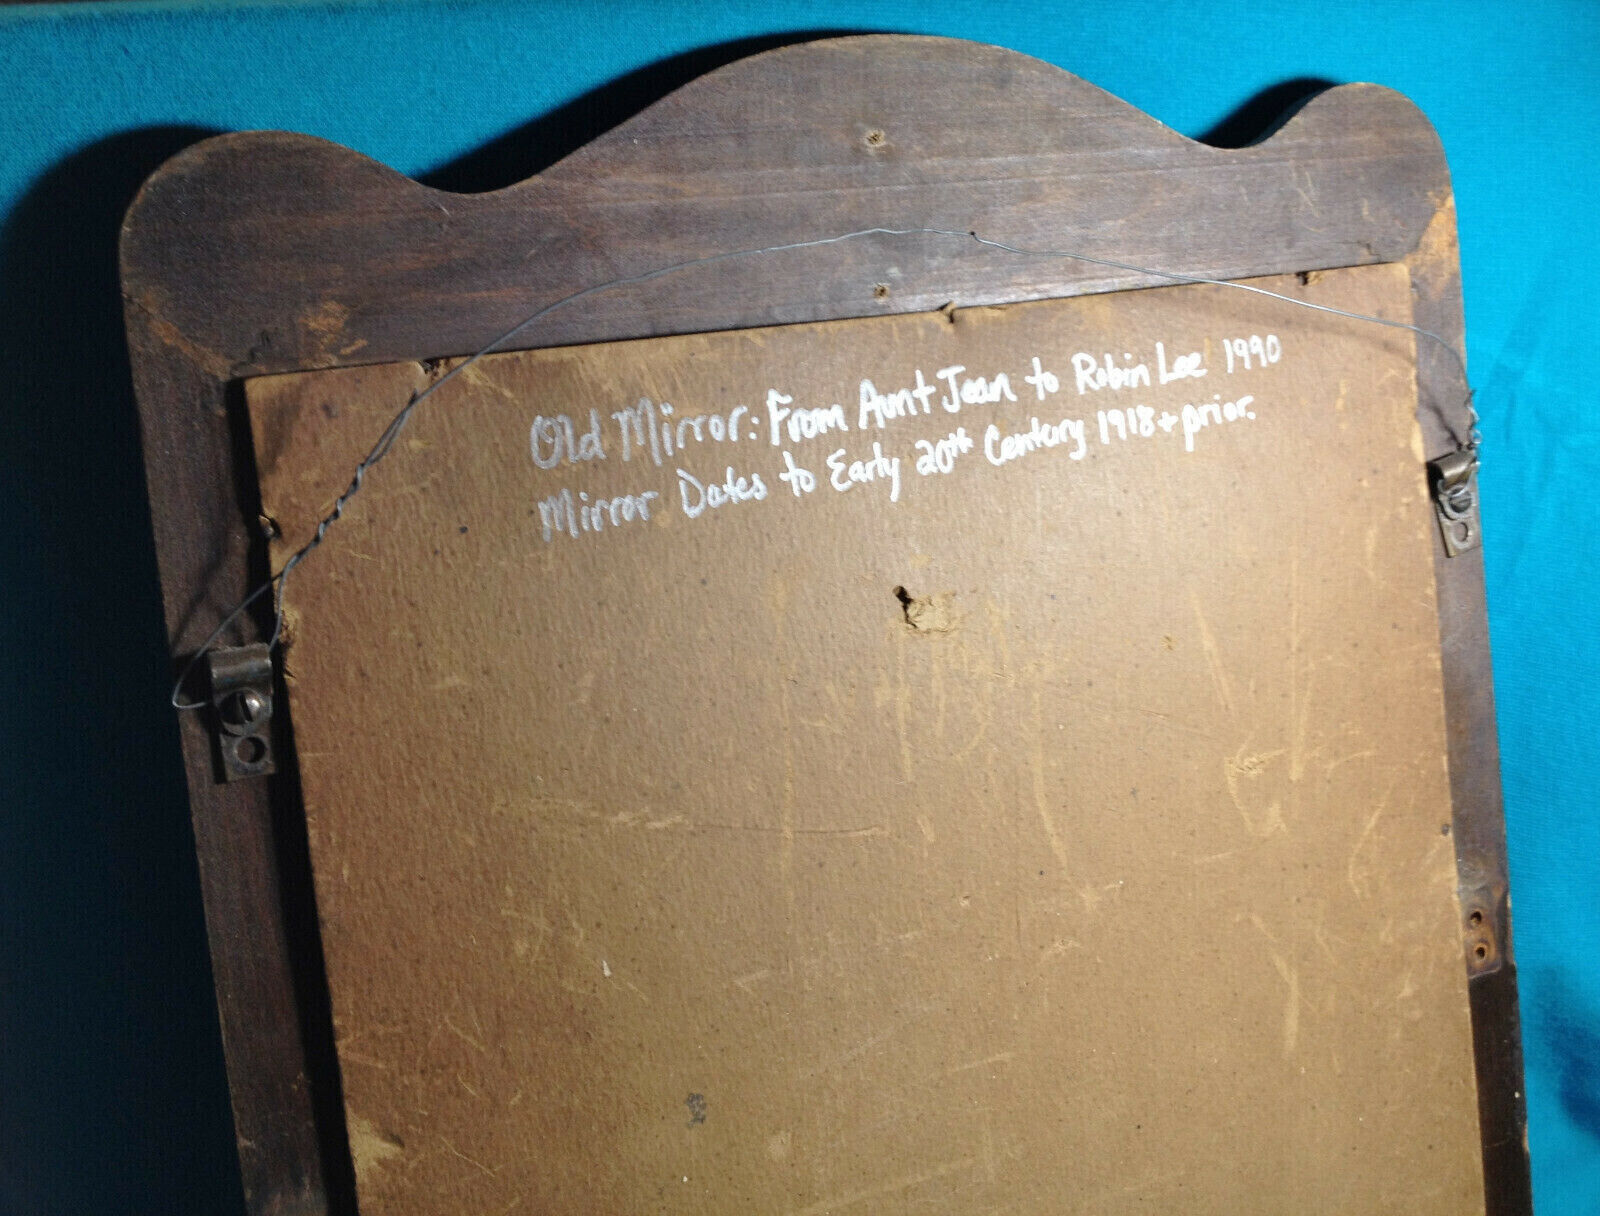 Old Mirror: From Aunt Jean to Robin Lee 1990
Mirror Dates to Early 20th Century 1918 + prior.